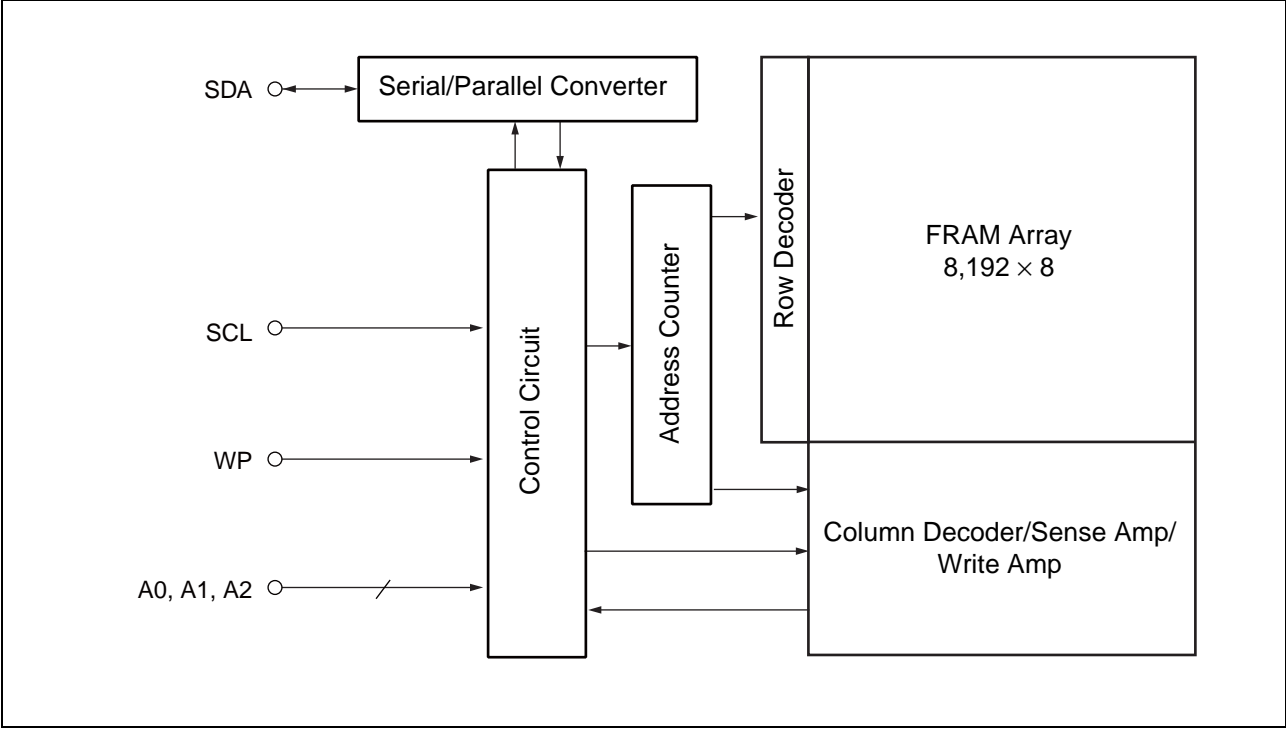 SDA
Serial/Parallel Converter
SCL
WP
A0, A1, A2
Control Circuit
Address Counter
Row Decoder
FRAM Array
8,192 × 8
Column Decoder/Sense Amp/
Write Amp